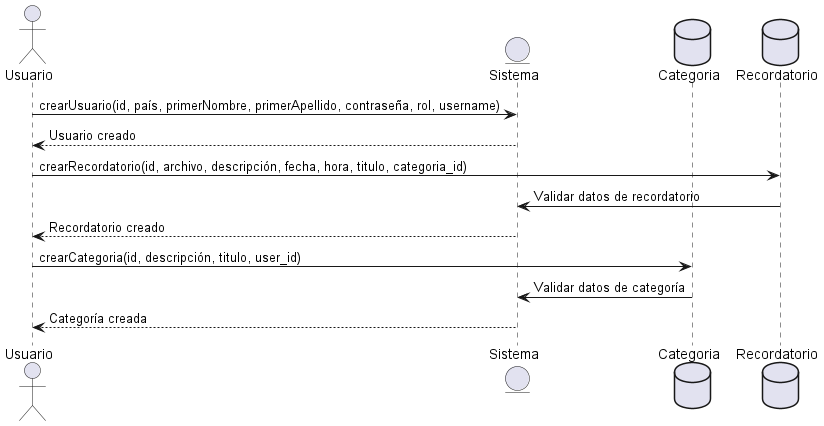 Usuario
Sistema
Categoria
Recordatorio
crearUsuario(id, país, primerNombre, primerApellido, contraseña, rol, username)
Usuario creado
crearRecordatorio(id, archivo, descripción, fecha, hora, titulo, categoria_id)
Validar datos de recordatorio
Recordatorio creado
crearCategoria(id, descripción, titulo, user_id)
Validar datos de categoría
Categoría creada
Usuario
Sistema
Categoria
Recordatorio